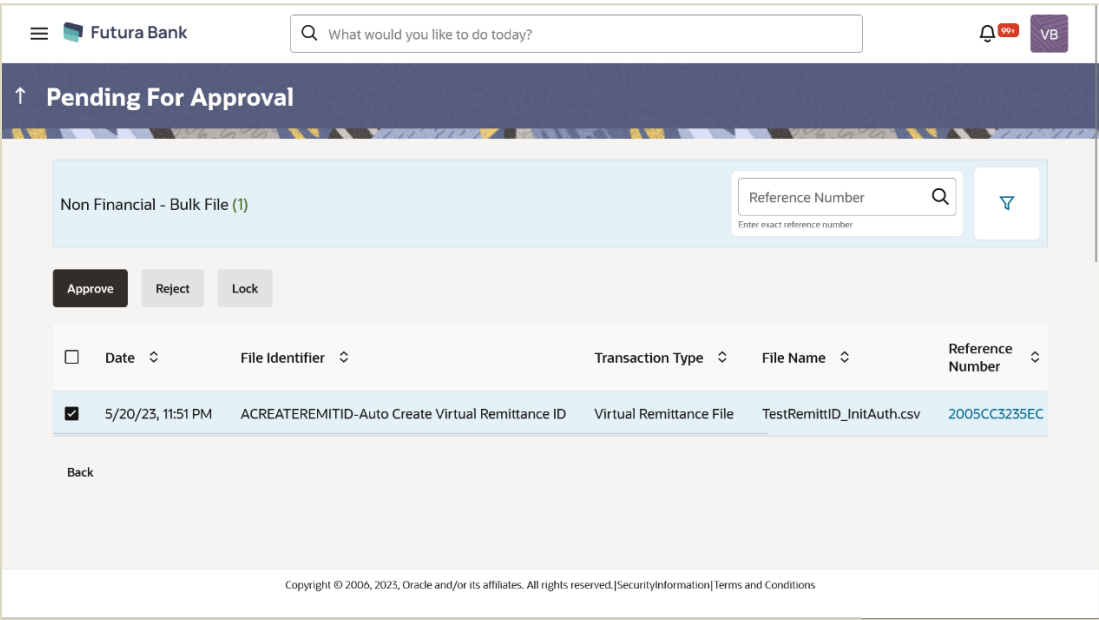 Futura Bank
What would you like to do today?
99+
VB
Pending For Approval
Non Financial - Bulk File (1)
Reference Number
Enter exact reference number
Approve Reject Lock
Date File Identifier Transaction Type File Name Reference Number
5/20/23, 11:51 PM ACREATEREMITID-Auto Create Virtual Remittance ID Virtual Remittance File TestRemittID_InitAuth.csv 2005CC3235EC
Back
Copyright © 2006, 2023, Oracle and/or its affiliates. All rights reserved.|SecurityInformation|Terms and Conditions